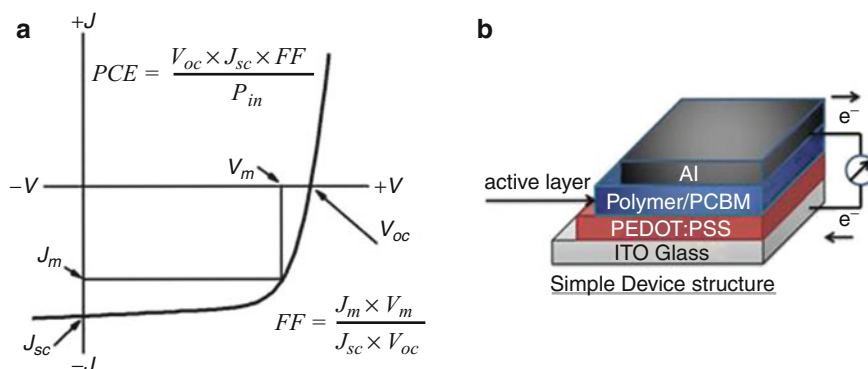 a
+J
PCE = V_oc × J_sc × FF / P_in
V_m
−V
+V
V_oc
J_m
FF = J_m × V_m / J_sc × V_oc
J_sc
−J
b
e−
Al
active layer
Polymer/PCBM
PEDOT:PSS
e−
ITO Glass
Simple Device structure